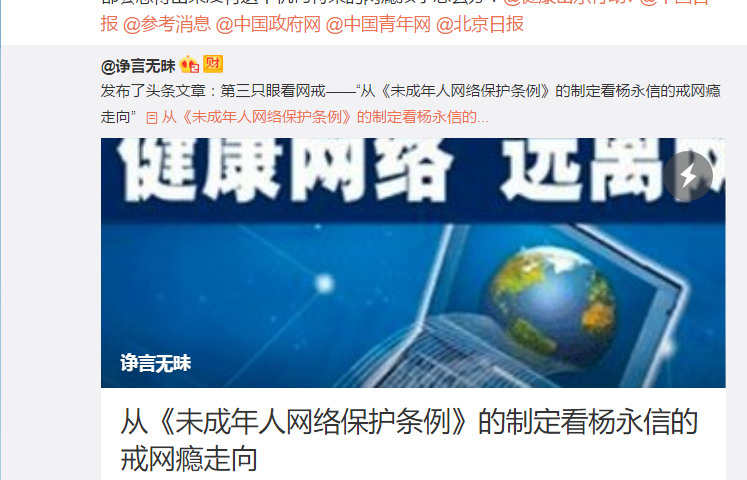 报 @参考消息 @中国政府网 @中国青年网 @北京日报
@诤言无昧
财
发布了头条文章：第三只眼看网戒——“从《未成年人网络保护条例》的制定看杨永信的戒网瘾
走向” 从《未成年人网络保护条例》的制定看杨永信的...
健康网络 远离网
诤言无昧
从《未成年人网络保护条例》的制定看杨永信的
戒网瘾走向